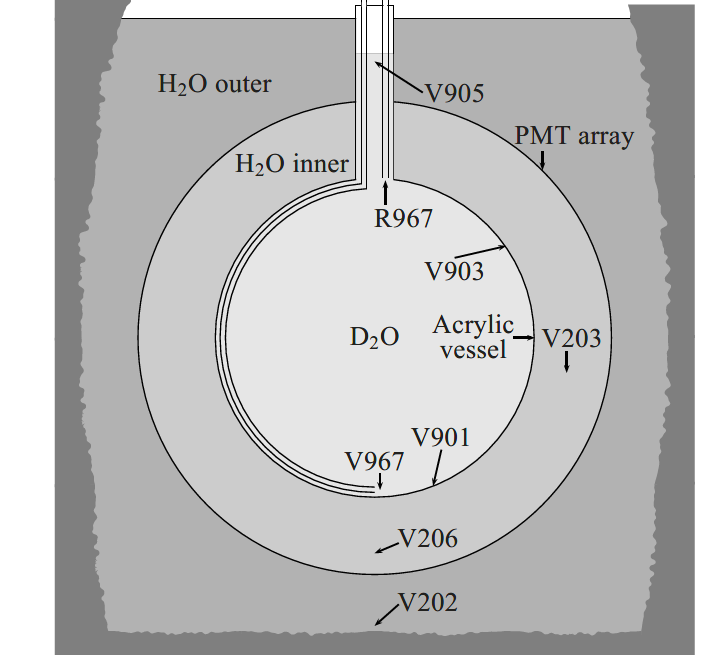 H₂O outer
V905
PMT array
H₂O inner
R967
V903
Acrylic
vessel
D₂O
V203
V901
V967
V206
V202